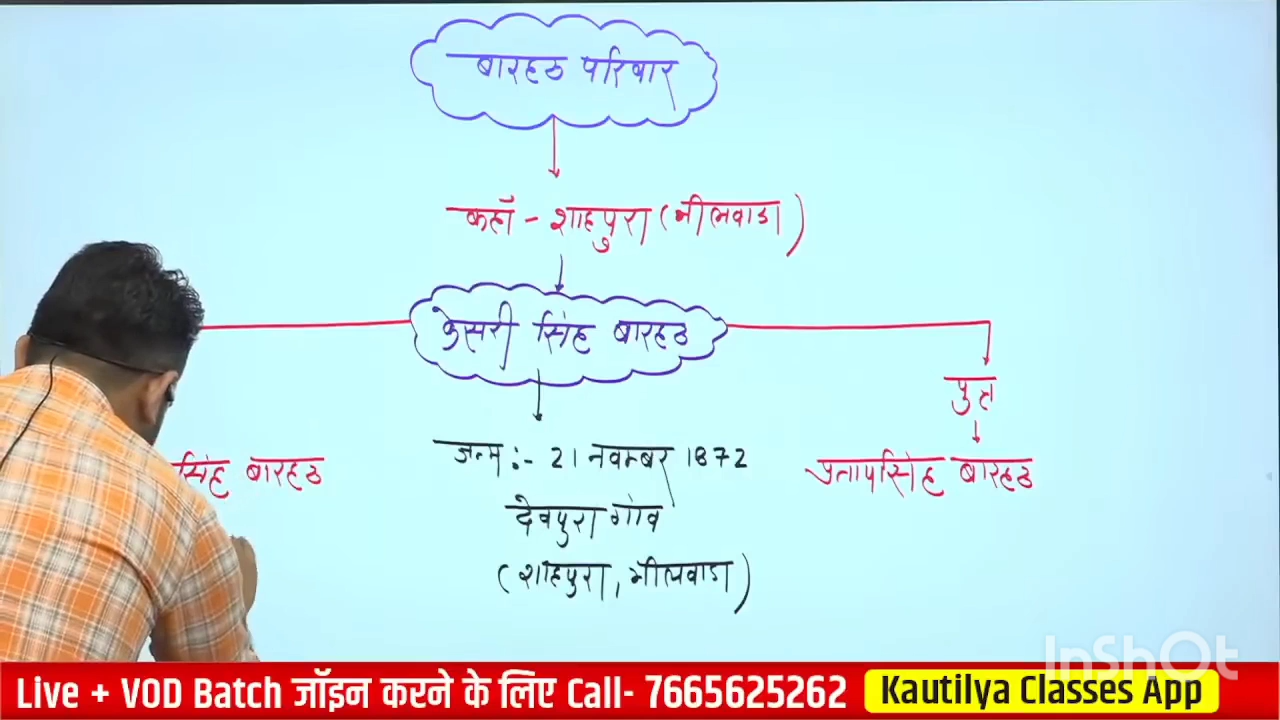 बारहठ परिवार
कहाँ - शाहपुरा (भीलवाडा)
केसरी सिंह बारहठ
पुत्र
सिंह बारहठ
जन्म :- 21 नवम्बर 1872
प्रतापसिंह बारहठ
देवपुरा गांव
(शाहपुरा, भीलवाडा)
InShOt
Live + VOD Batch जॉइन करने के लिए Call- 7665625262
Kautilya Classes App